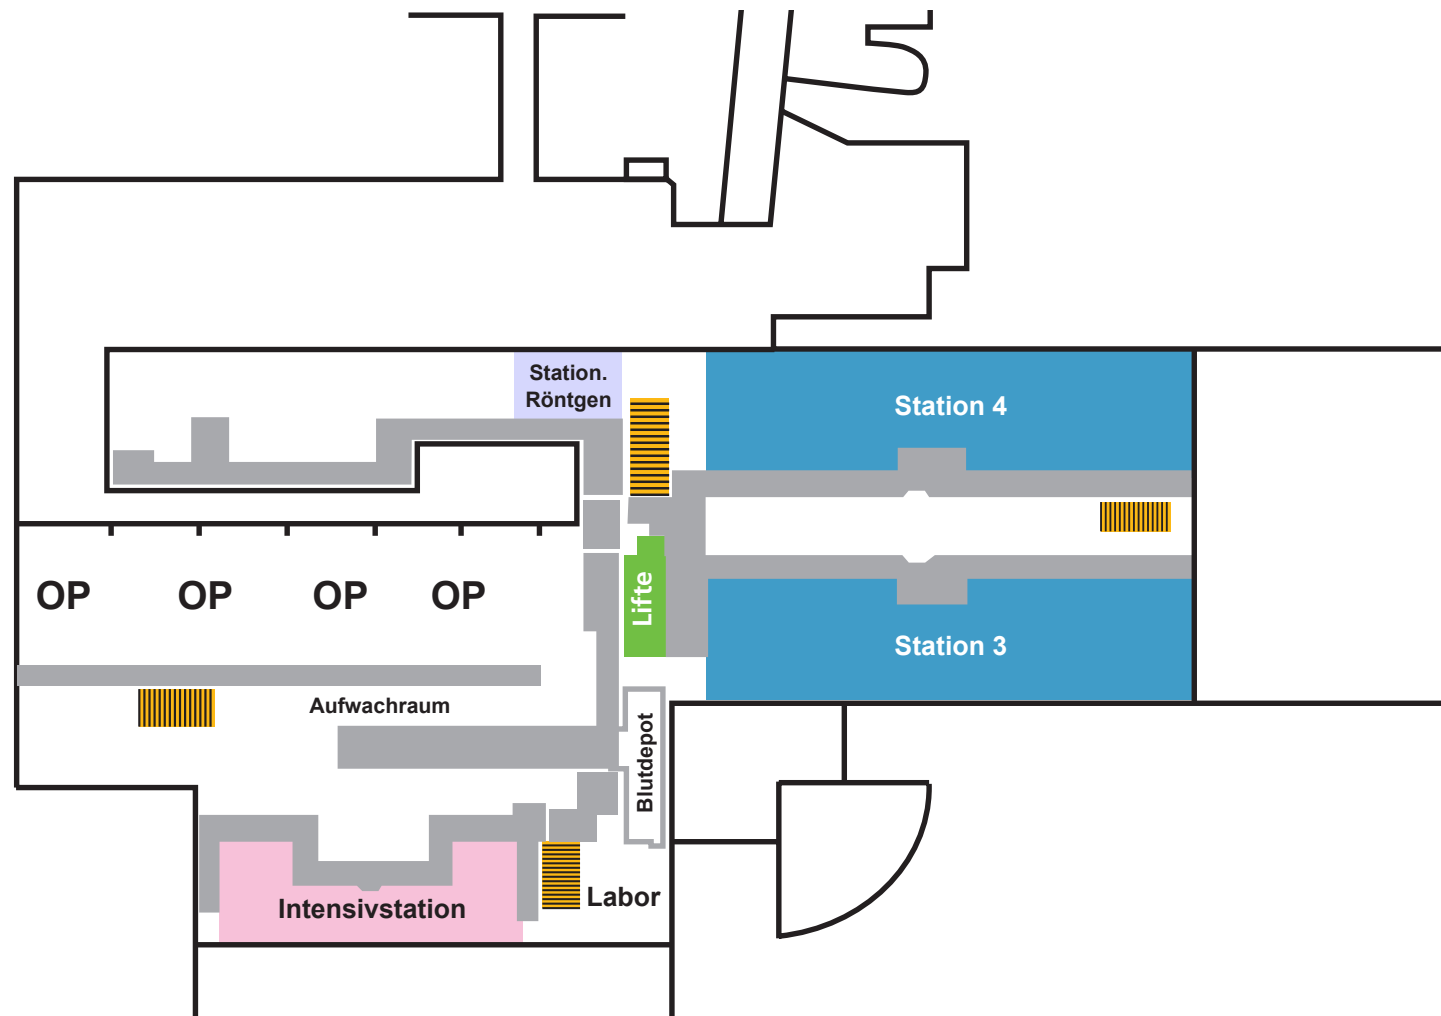 Station.
Röntgen
Station 4
OP OP OP OP
Lifte
Station 3
Aufwachraum
Blutdepot
Intensivstation
Labor